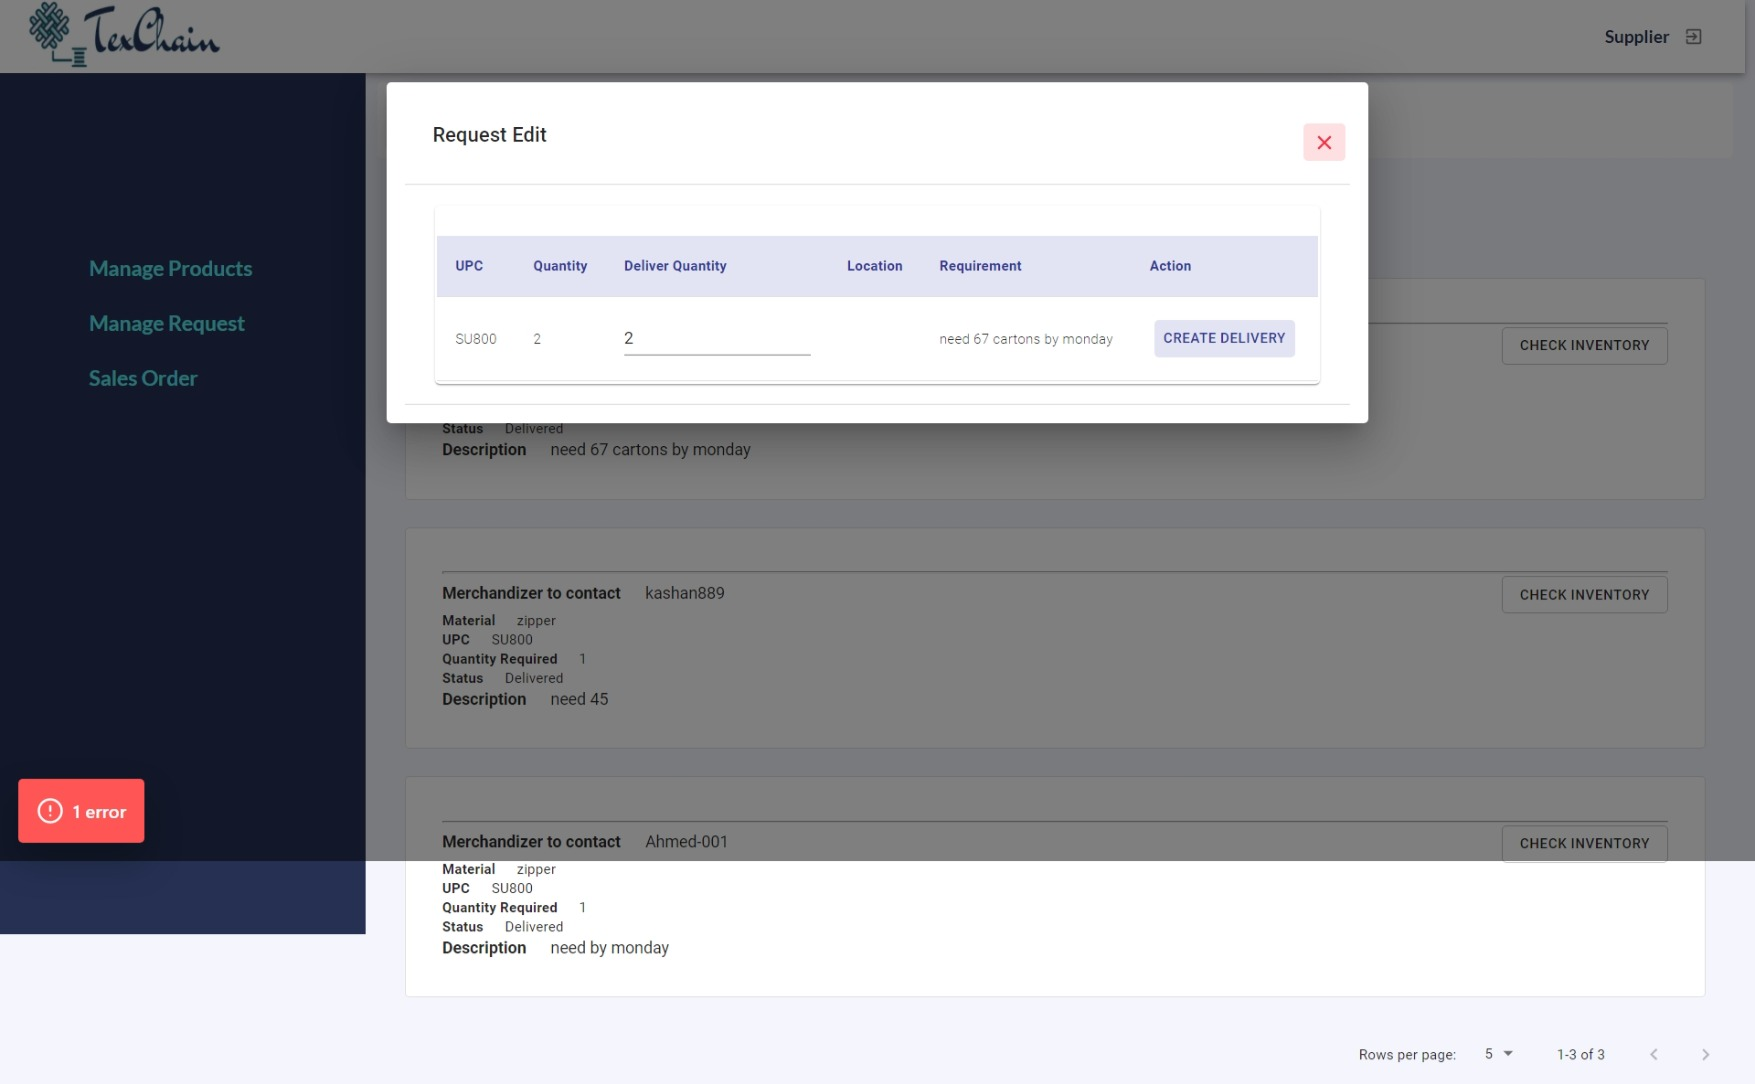 TexChain
Supplier
Manage Products
Manage Request
Sales Order
Request Edit
UPC Quantity Deliver Quantity Location Requirement Action
SU800 2 2 need 67 cartons by monday CREATE DELIVERY
CHECK INVENTORY
Status Delivered
Description need 67 cartons by monday
Merchandizer to contact kashan889
CHECK INVENTORY
Material zipper
UPC SU800
Quantity Required 1
Status Delivered
Description need 45
1 error
Merchandizer to contact Ahmed-001
CHECK INVENTORY
Material zipper
UPC SU800
Quantity Required 1
Status Delivered
Description need by monday
Rows per page: 5 1-3 of 3